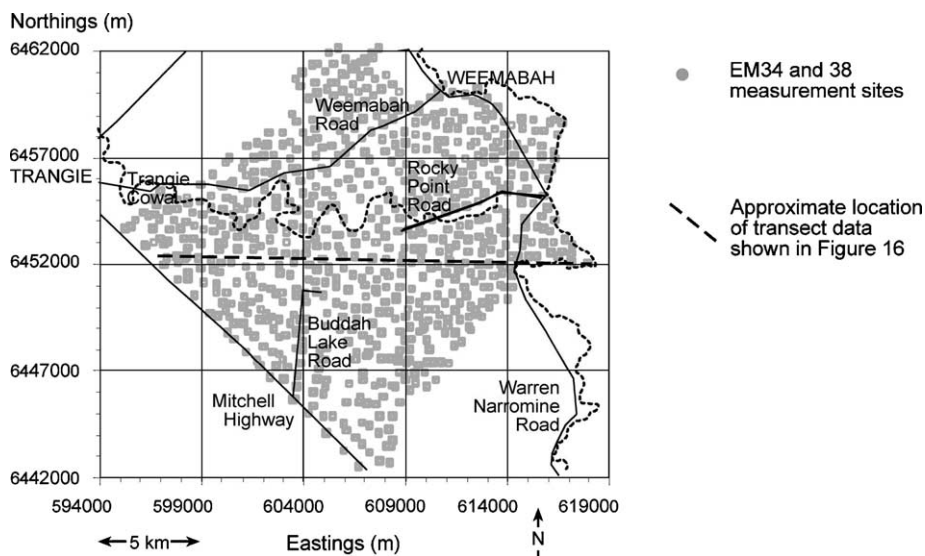 Northings (m)
6462000
6457000
TRANGIE
6452000
6447000
6442000
WEEMABAH
Weemabah
Road
Rocky
Point
Road
Trangie
Cowal
Buddah
Lake
Road
Mitchell
Highway
Warren
Narromine
Road
594000 599000 604000 609000 614000 619000
5 km
Eastings (m)
N
EM34 and 38
measurement sites
Approximate location
of transect data
shown in Figure 16